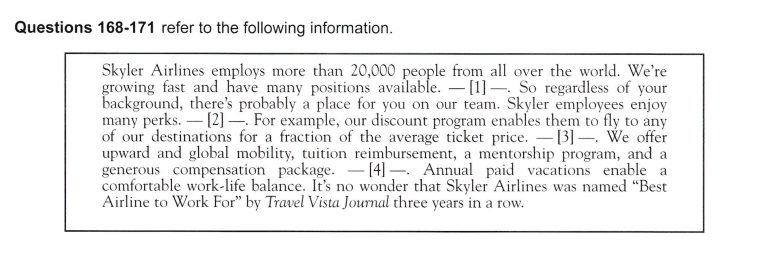 Questions 168-171 refer to the following information.
Skyler Airlines employs more than 20,000 people from all over the world. We're
growing fast and have many positions available. — [1] —. So regardless of your
background, there's probably a place for you on our team. Skyler employees enjoy
many perks. — [2] —. For example, our discount program enables them to fly to any
of our destinations for a fraction of the average ticket price. — [3] —. We offer
upward and global mobility, tuition reimbursement, a mentorship program, and a
generous compensation package. — [4] —. Annual paid vacations enable a
comfortable work-life balance. It's no wonder that Skyler Airlines was named “Best
Airline to Work For” by Travel Vista Journal three years in a row.